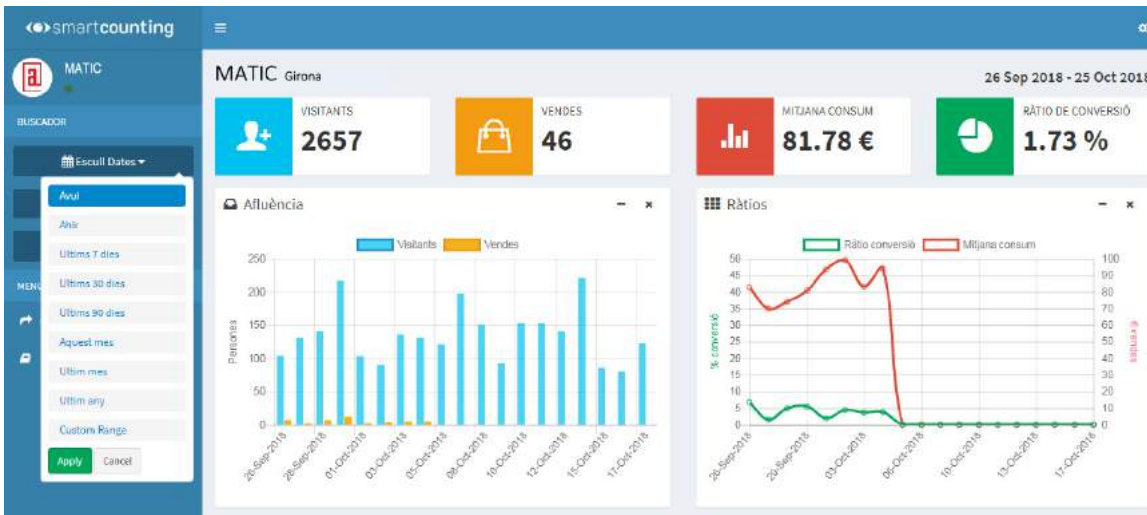 smartcounting
MATIC
BUSCADOR
Escull Dates
Avui
Ahir
Ultims 7 dies
Ultims 30 dies
Ultims 90 dies
Aquest mes
Ultim mes
Ultim any
Custom Range
Apply
Cancel
MENÚ
MATIC Girona
26 Sep 2018 - 25 Oct 2018
VISITANTS
2657
VENDES
46
MITJANA CONSUM
81.78 €
RÀTIO DE CONVERSIÓ
1.73 %
Afluència
Visitants
Vendes
Persones
250
200
150
100
50
0
26-Sep-2018
28-Sep-2018
01-Oct-2018
03-Oct-2018
05-Oct-2018
08-Oct-2018
10-Oct-2018
12-Oct-2018
15-Oct-2018
17-Oct-2018
Ràtios
Ràtio conversió
Mitjana consum
% conversió
50
45
40
35
30
25
20
15
10
5
0
100
90
80
70
60
50
40
30
20
10
0
€ vendes
26-Sep-2018
29-Sep-2018
03-Oct-2018
06-Oct-2018
10-Oct-2018
13-Oct-2018
17-Oct-2018